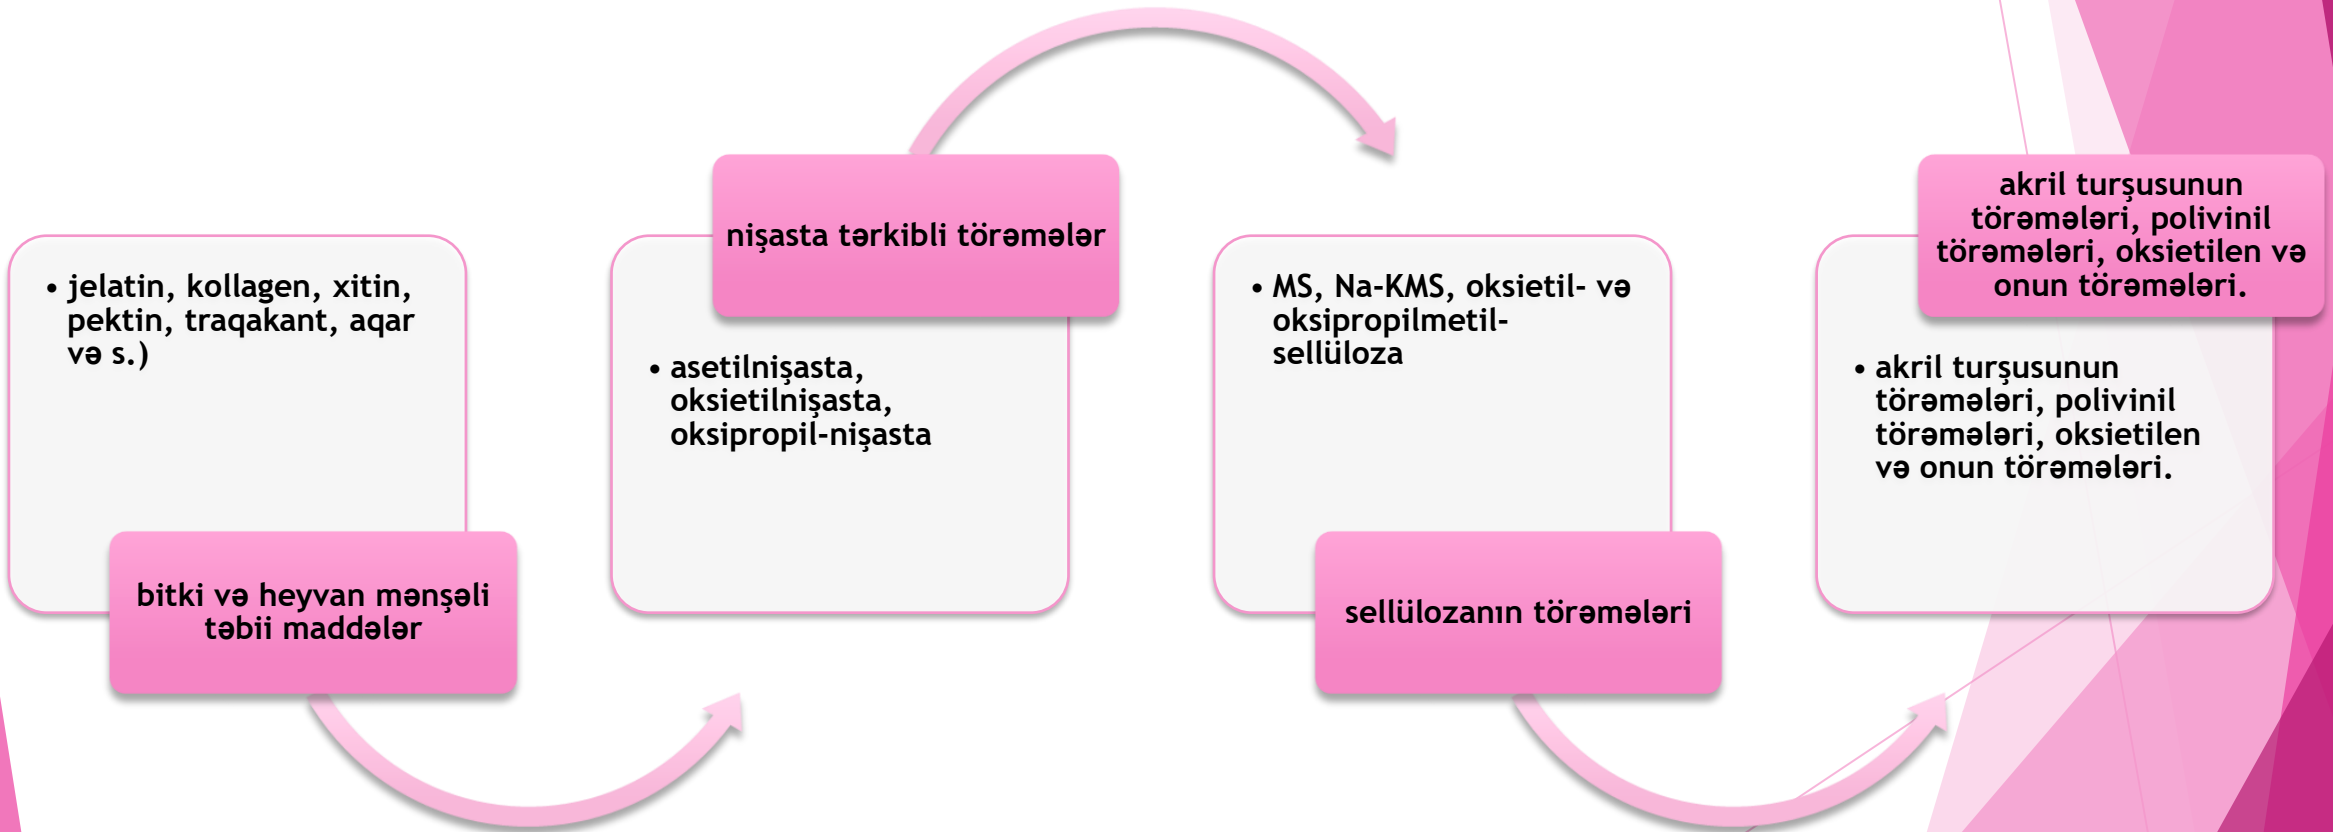 • jelatin, kollagen, xitin,
pektin, traqakant, aqar
və s.)
bitki və heyvan mənşəli
təbii maddələr
nişasta tərkibli törəmələr
• asetilnişasta,
oksietilnişasta,
oksipropil-nişasta
• MS, Na-KMS, oksietil- və
oksipropilmetil-
sellüloza
sellülozanın törəmələri
akril turşusunun
törəmələri, polivinil
törəmələri, oksietilen və
onun törəmələri.
• akril turşusunun
törəmələri, polivinil
törəmələri, oksietilen
və onun törəmələri.